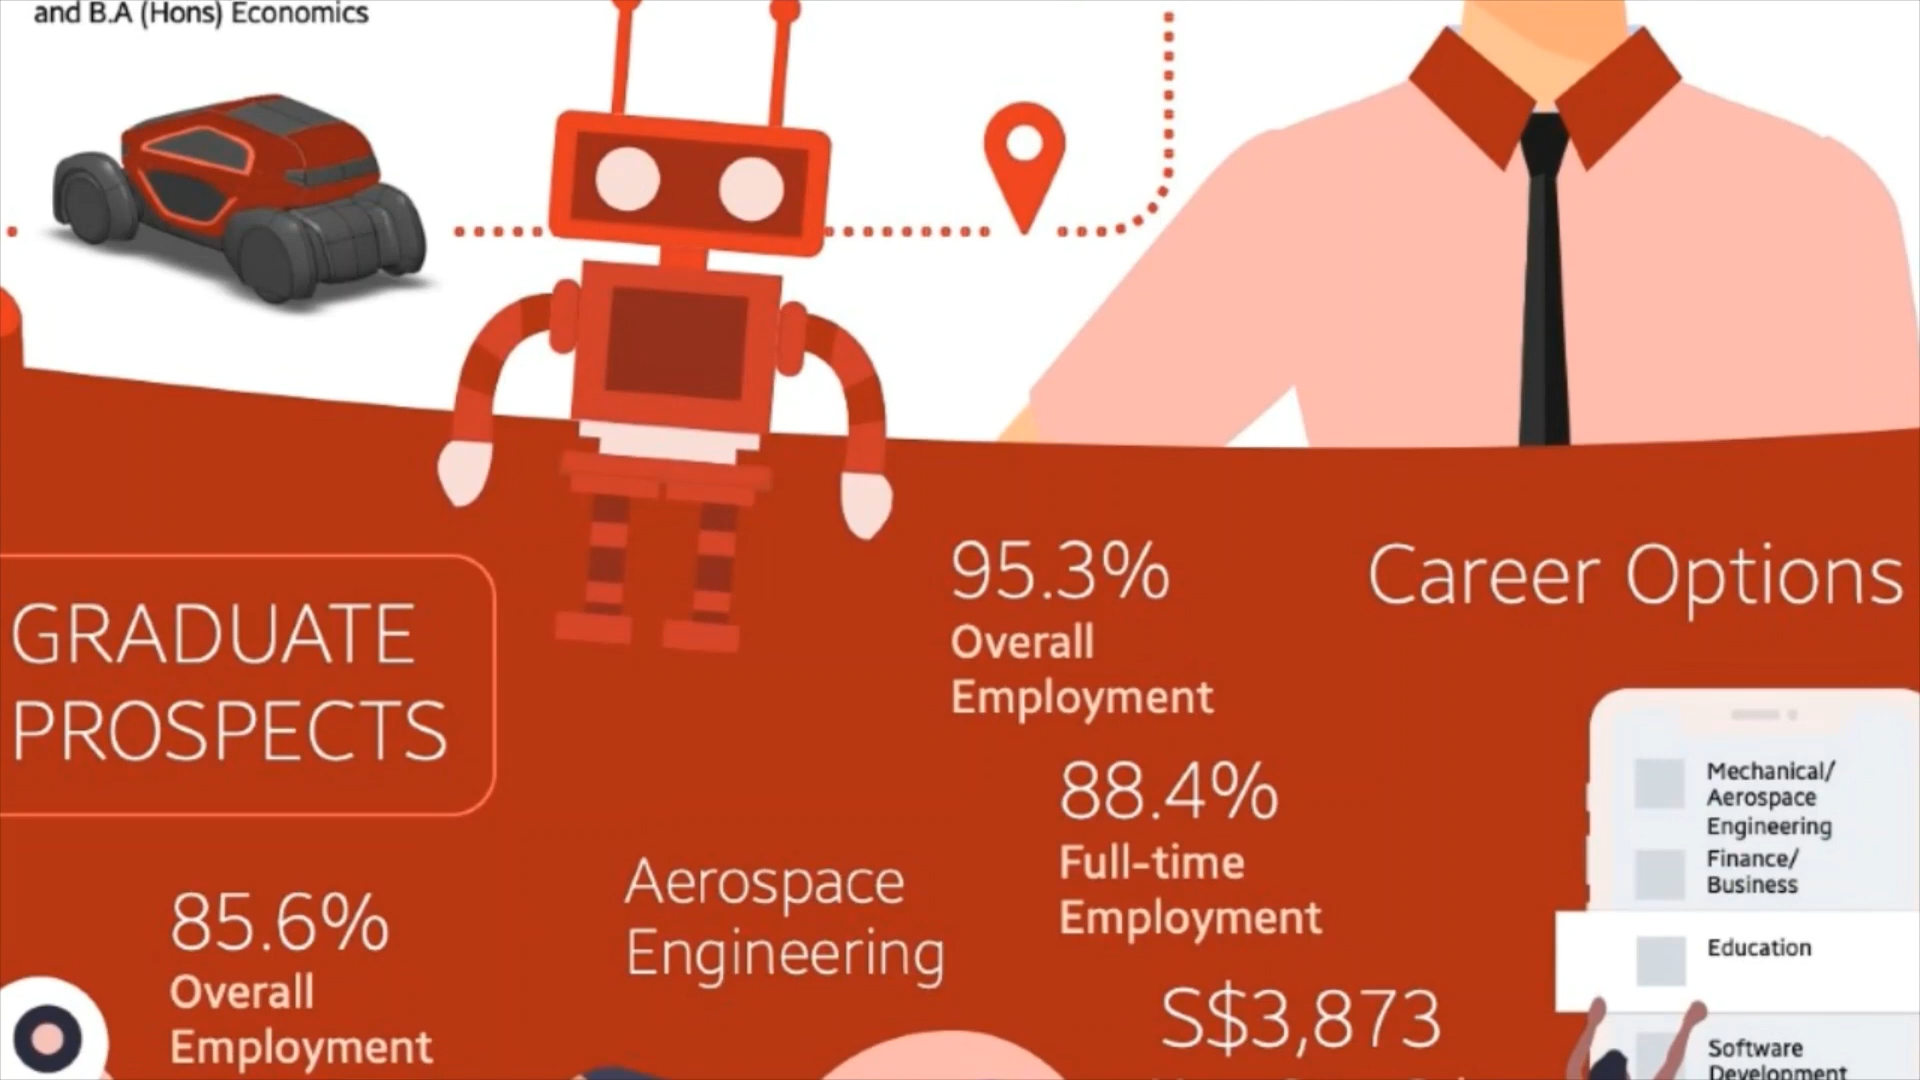 and B.A (Hons) Economics
GRADUATE
PROSPECTS
85.6%
Overall
Employment
Aerospace
Engineering
95.3%
Overall
Employment
88.4%
Full-time
Employment
S$3,873
Career Options
Mechanical/
Aerospace
Engineering
Finance/
Business
Education
Software
Development